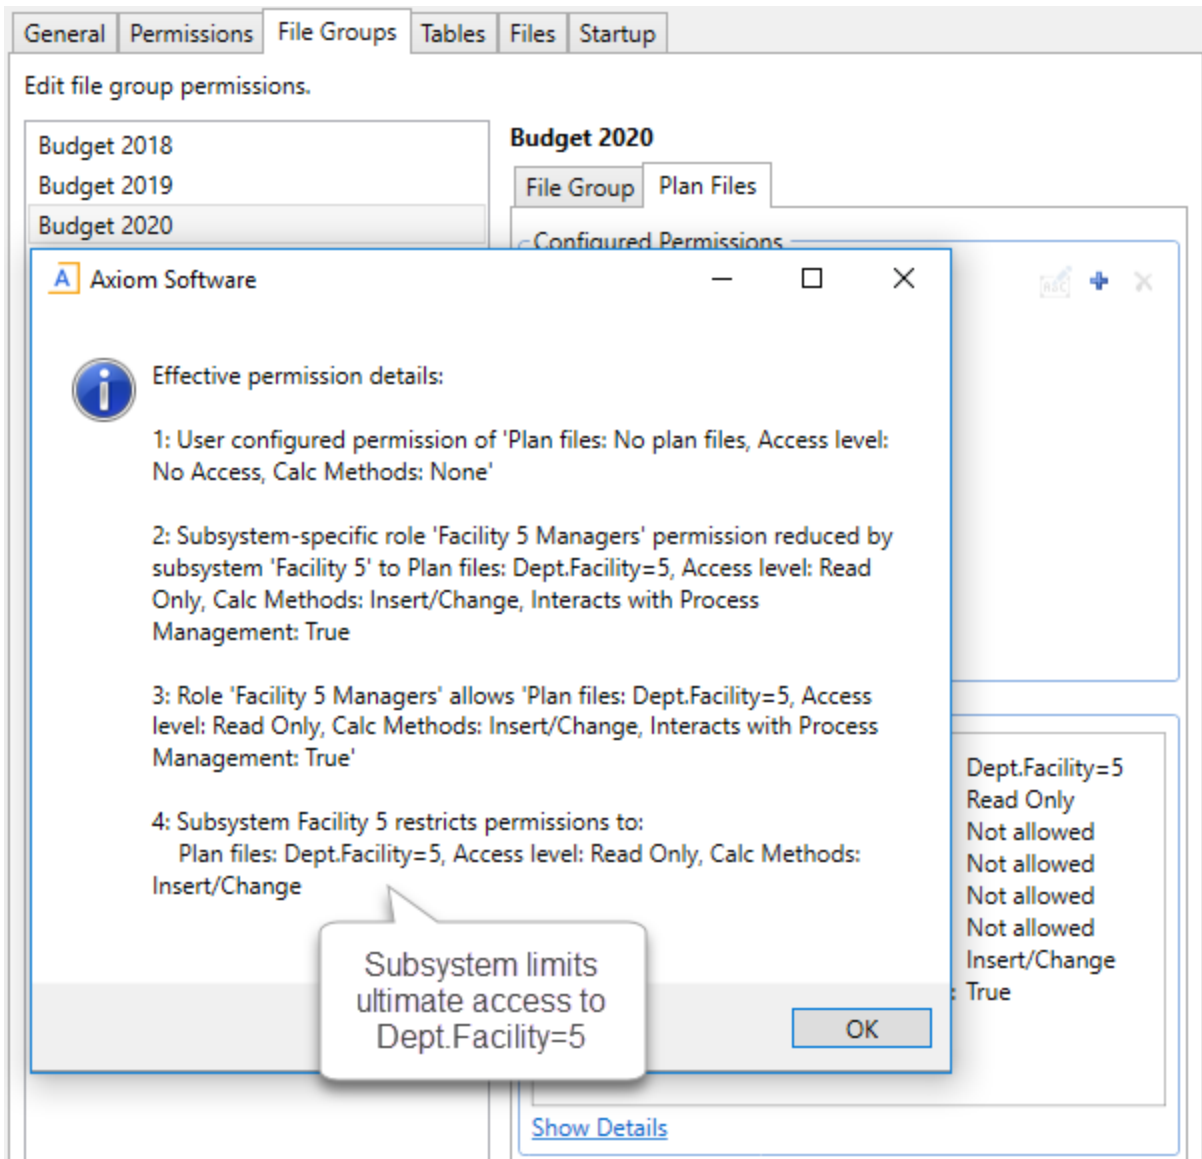 General Permissions File Groups Tables Files Startup
Edit file group permissions.
Budget 2018
Budget 2019
Budget 2020
Budget 2020
File Group Plan Files
Configured Permissions
A Axiom Software
Effective permission details:
1: User configured permission of 'Plan files: No plan files, Access level:
No Access, Calc Methods: None'
2: Subsystem-specific role 'Facility 5 Managers' permission reduced by
subsystem 'Facility 5' to Plan files: Dept.Facility=5, Access level: Read
Only, Calc Methods: Insert/Change, Interacts with Process
Management: True
3: Role 'Facility 5 Managers' allows 'Plan files: Dept.Facility=5, Access
level: Read Only, Calc Methods: Insert/Change, Interacts with Process
Management: True'
4: Subsystem Facility 5 restricts permissions to:
Plan files: Dept.Facility=5, Access level: Read Only, Calc Methods:
Insert/Change
Subsystem limits
ultimate access to
Dept.Facility=5
OK
ABC
Dept.Facility=5
Read Only
Not allowed
Not allowed
Not allowed
Not allowed
Insert/Change
: True
Show Details